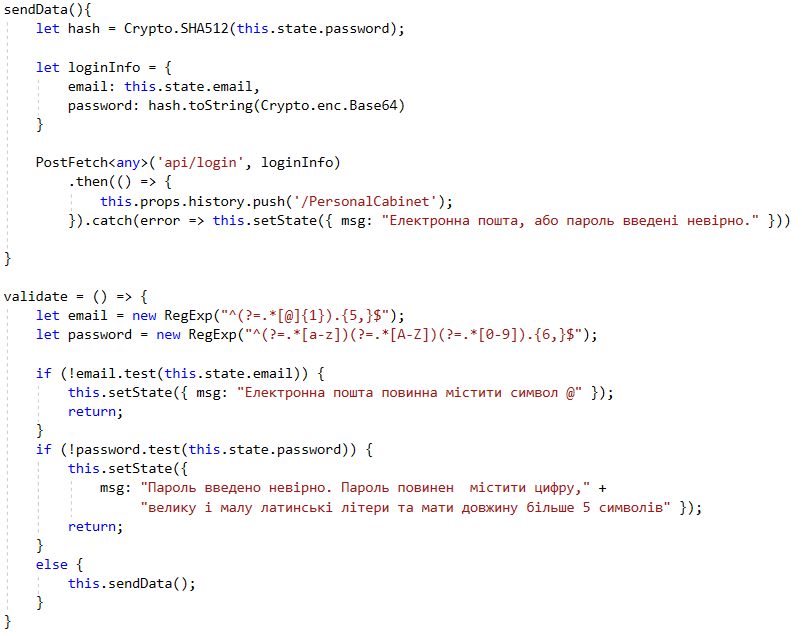 sendData(){
    let hash = Crypto.SHA512(this.state.password);
    let loginInfo = {
        email: this.state.email,
        password: hash.toString(Crypto.enc.Base64)
    }
    PostFetch<any>('api/login', loginInfo)
        .then(() => {
            this.props.history.push('/PersonalCabinet');
        }).catch(error => this.setState({ msg: "Електронна пошта, або пароль введені невірно." }))
}
validate = () => {
    let email = new RegExp("^(?=.*[@]{1}).{5,}$");
    let password = new RegExp("^(?=.*[a-z])(?=.*[A-Z])(?=.*[0-9]).{6,}$");
    if (!email.test(this.state.email)) {
        this.setState({ msg: "Електронна пошта повинна містити символ @" });
        return;
    }
    if (!password.test(this.state.password)) {
        this.setState({
            msg: "Пароль введено невірно. Пароль повинен  містити цифру," +
                 "велику і малу латинські літери та мати довжину більше 5 символів" });
        return;
    }
    else {
        this.sendData();
    }
}